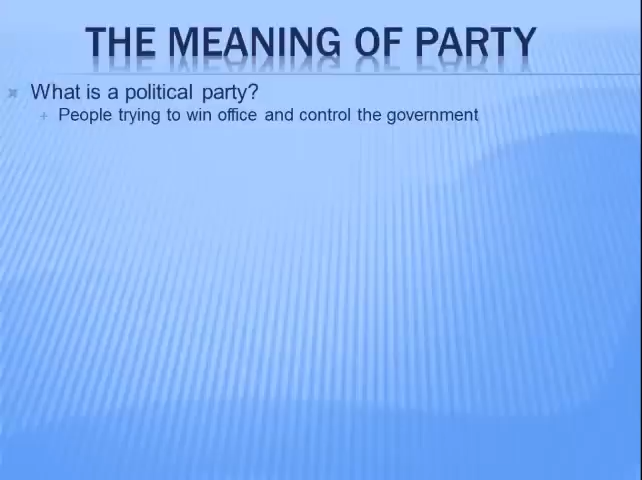 THE MEANING OF PARTY
What is a political party?
People trying to win office and control the government